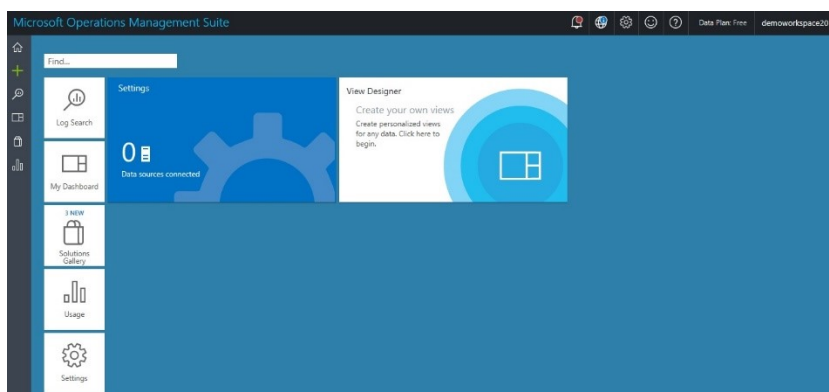 Microsoft Operations Management Suite
Data Plan: Free
demoworkspace20
Find...
Log Search
My Dashboard
3 NEW
Solutions
Gallery
Usage
Settings
Settings
0
Data sources connected
View Designer
Create your own views
Create personalized views
for any data. Click here to
begin.